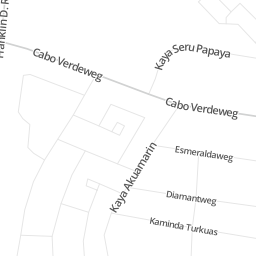 Franklin D. R
Cabo Verdeweg
Kaya Seru Papaya
Cabo Verdeweg
Esmeraldaweg
Kaya Akuamarin
Diamantweg
Kaminda Turkuas